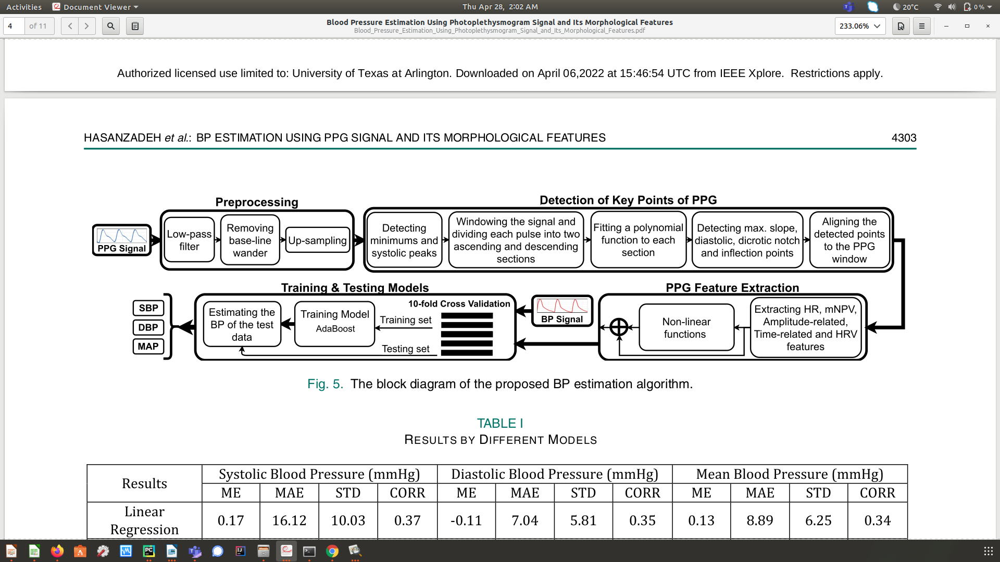 Activities
Document Viewer
Thu Apr 28, 2:02 AM
20°C
0 %
4
of 11
Blood Pressure Estimation Using Photoplethysmogram Signal and Its Morphological Features
Blood_Pressure_Estimation_Using_Photoplethysmogram_Signal_and_Its_Morphological_Features.pdf
233.06%
Authorized licensed use limited to: University of Texas at Arlington. Downloaded on April 06,2022 at 15:46:54 UTC from IEEE Xplore. Restrictions apply.
HASANZADEH et al.: BP ESTIMATION USING PPG SIGNAL AND ITS MORPHOLOGICAL FEATURES
4303
PPG Signal
Preprocessing
Low-pass
filter
Removing
base-line
wander
Up-sampling
Detection of Key Points of PPG
Detecting
minimums and
systolic peaks
Windowing the signal and
dividing each pulse into two
ascending and descending
sections
Fitting a polynomial
function to each
section
Detecting max. slope,
diastolic, dicrotic notch
and inflection points
Aligning the
detected points
to the PPG
window
PPG Feature Extraction
Extracting HR, mNPV,
Amplitude-related,
Time-related and HRV
features
Non-linear
functions
BP Signal
Training & Testing Models
10-fold Cross Validation
Training set
Testing set
Training Model
AdaBoost
Estimating the
BP of the test
data
SBP
DBP
MAP
Fig. 5. The block diagram of the proposed BP estimation algorithm.
TABLE I
RESULTS BY DIFFERENT MODELS
Results
Systolic Blood Pressure (mmHg)
Diastolic Blood Pressure (mmHg)
Mean Blood Pressure (mmHg)
ME MAE STD CORR ME MAE STD CORR ME MAE STD CORR
Linear
Regression
0.17 16.12 10.03 0.37 -0.11 7.04 5.81 0.35 0.13 8.89 6.25 0.34